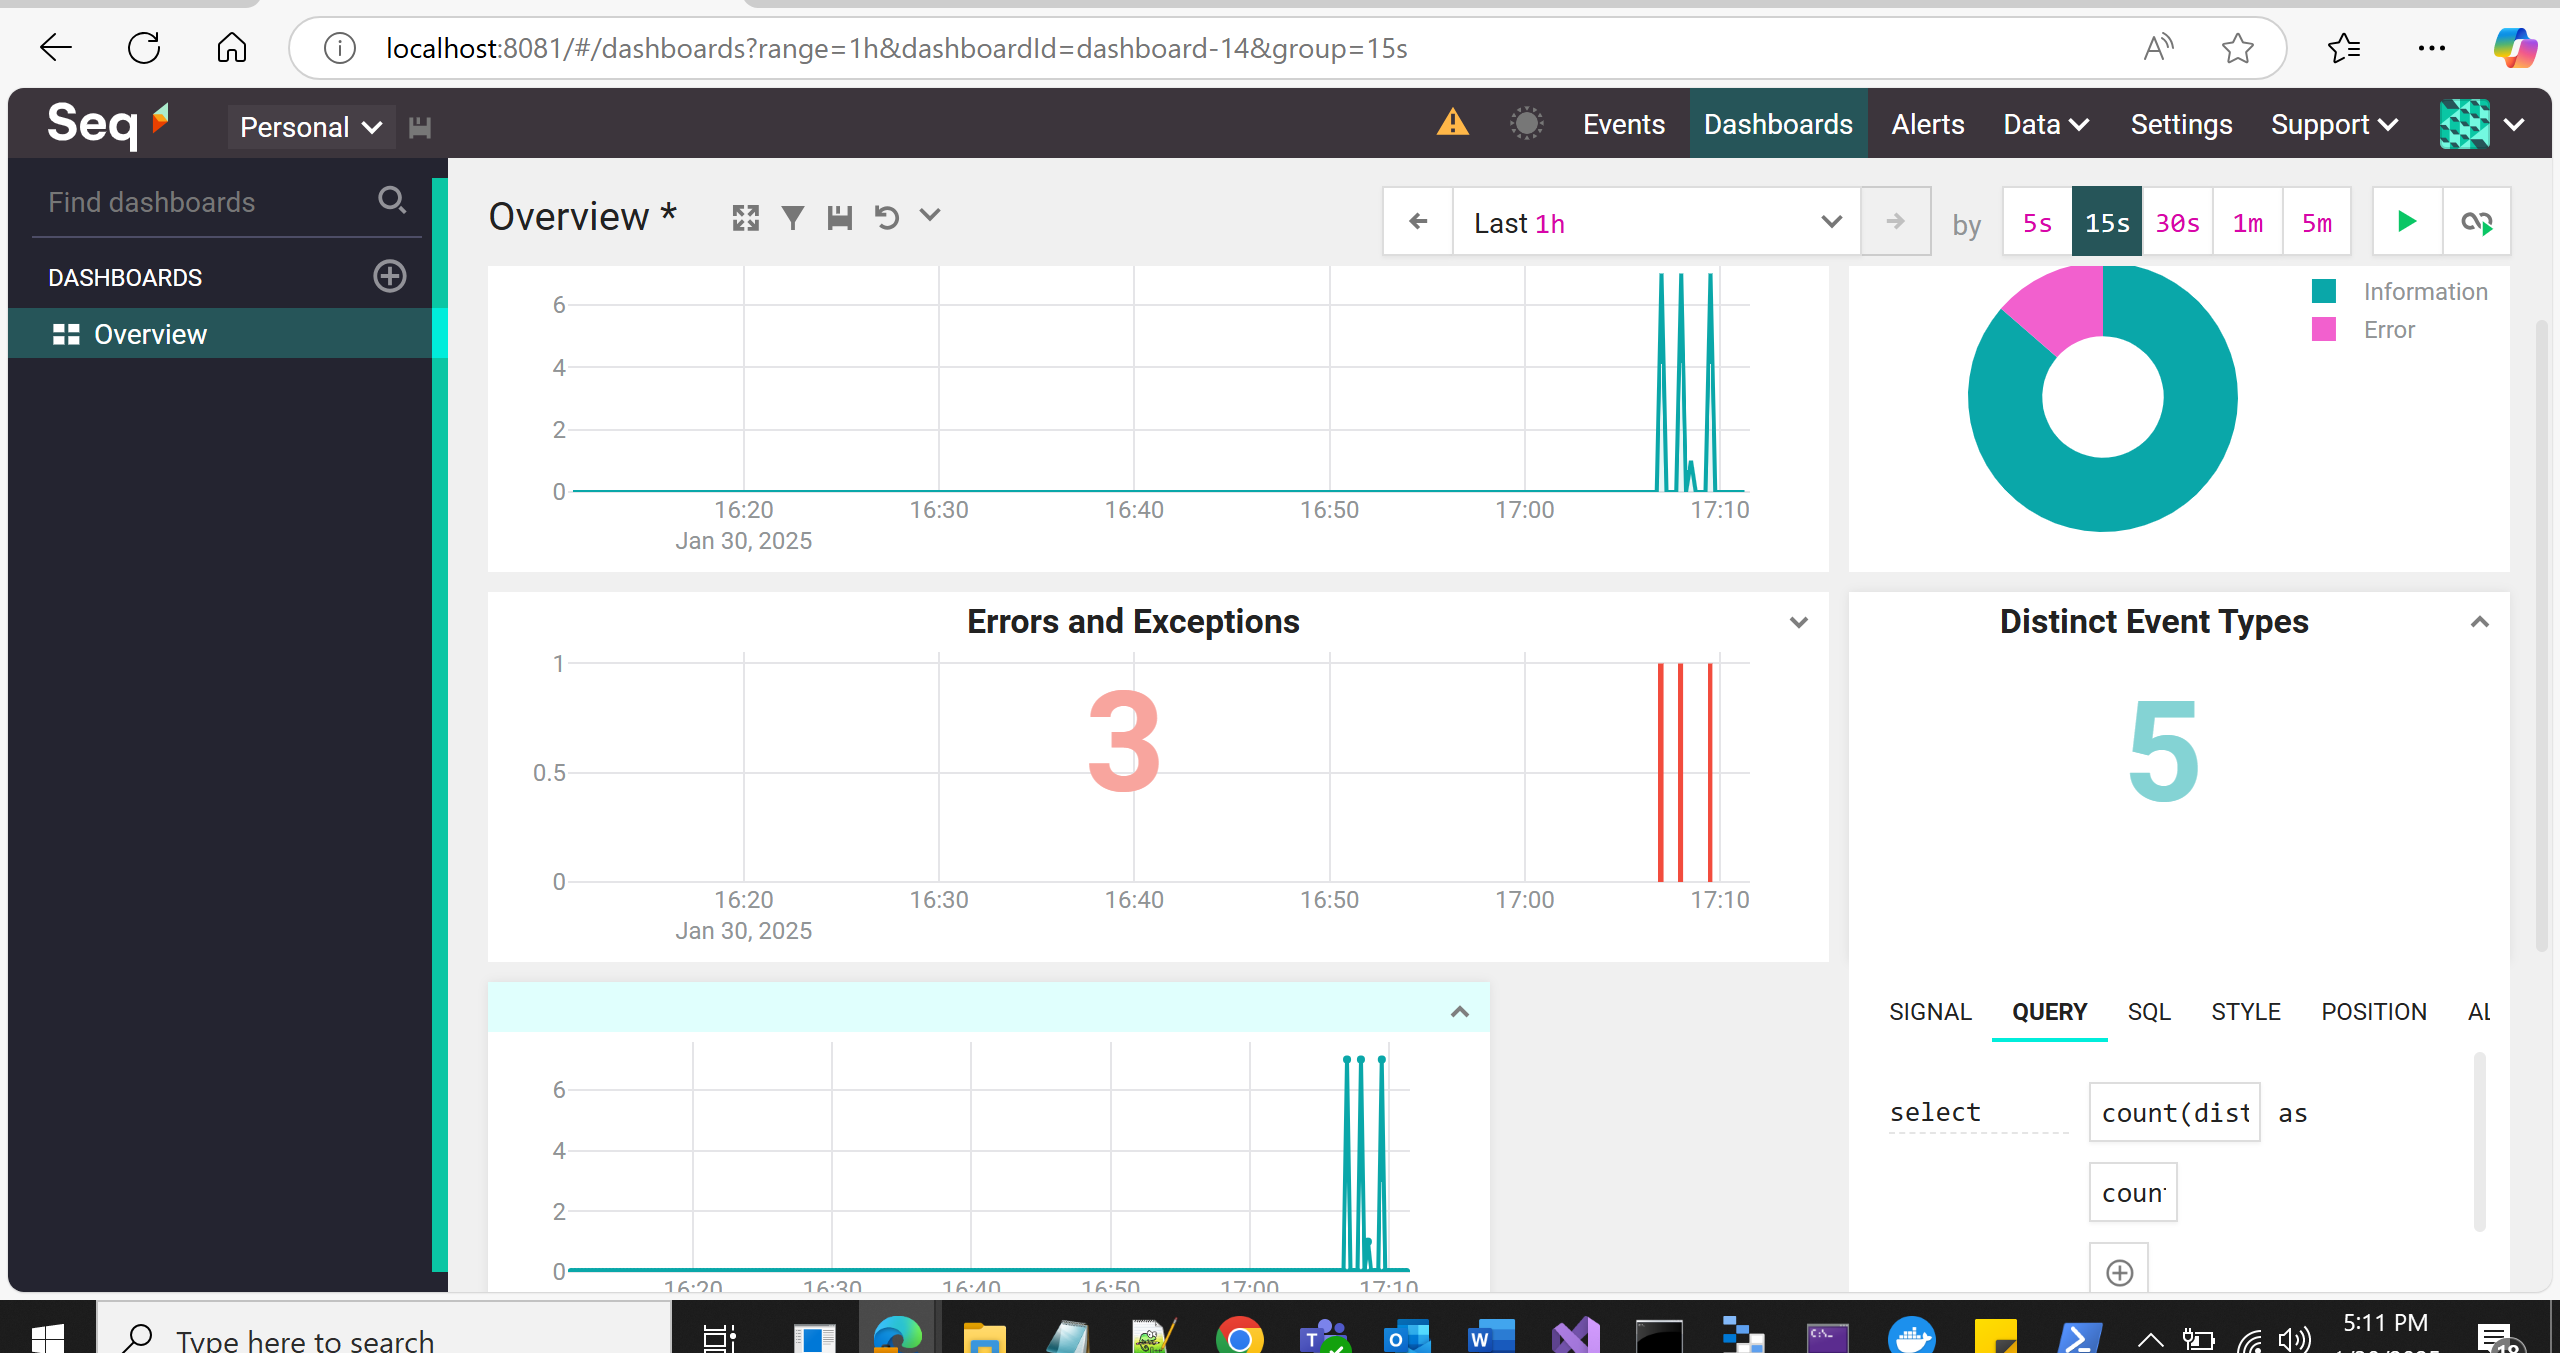 localhost:8081/#/dashboards?range=1h&dashboardId=dashboard-14&group=15s
Seq Personal Events Dashboards Alerts Data Settings Support
Find dashboards
DASHBOARDS
Overview
Overview *
Last 1h
by 5s 15s 30s 1m 5m
6
4
2
0
16:20 16:30 16:40 16:50 17:00 17:10
Jan 30, 2025
Information
Error
Errors and Exceptions
1
0.5
0
3
16:20 16:30 16:40 16:50 17:00 17:10
Jan 30, 2025
Distinct Event Types
5
SIGNAL QUERY SQL STYLE POSITION AL
select count(dist as
coun
6
4
2
0
16:20 16:30 16:40 16:50 17:00 17:10
Type here to search
5:11 PM